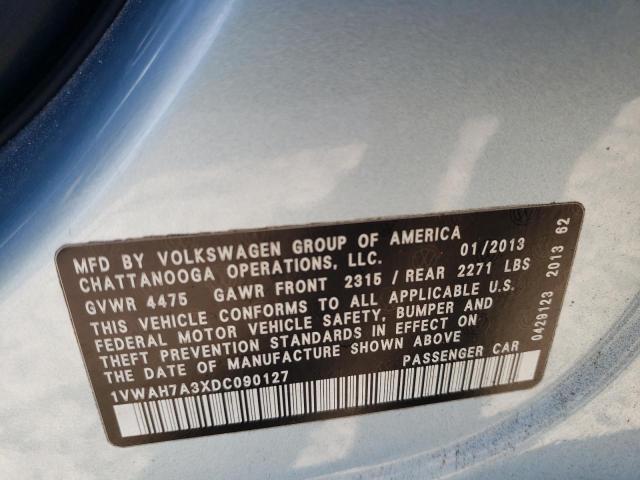 MFD BY VOLKSWAGEN GROUP OF AMERICA
CHATTANOOGA OPERATIONS, LLC. 01/2013
GVWR 4475 GAWR FRONT 2315 / REAR 2271 LBS
THIS VEHICLE CONFORMS TO ALL APPLICABLE U.S.
FEDERAL MOTOR VEHICLE SAFETY, BUMPER AND
THEFT PREVENTION STANDARDS IN EFFECT ON
THE DATE OF MANUFACTURE SHOWN ABOVE
1VWAH7A3XDC090127 PASSENGER CAR
0429123 2013 62